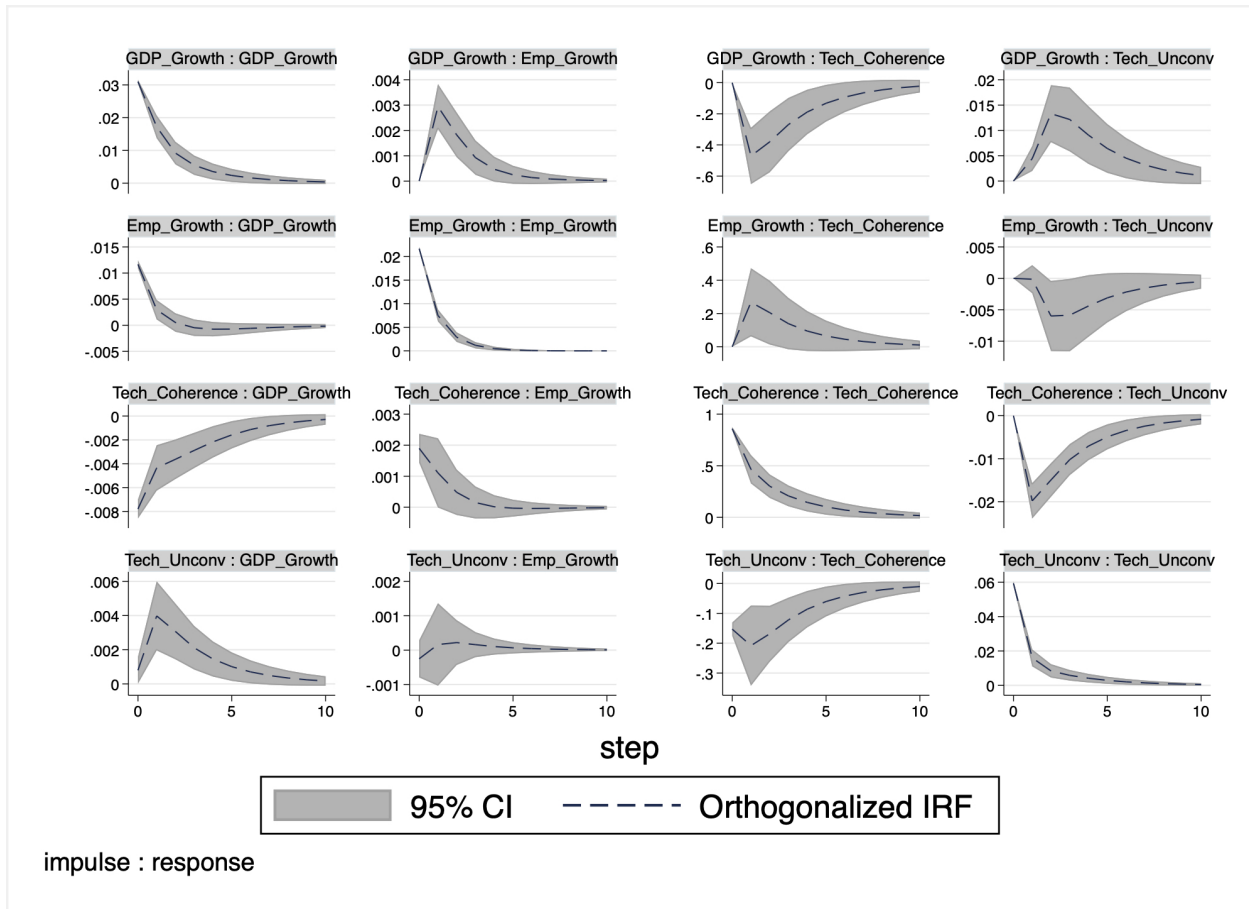 GDP_Growth : GDP_Growth GDP_Growth : Emp_Growth GDP_Growth : Tech_Coherence GDP_Growth : Tech_Unconv
.03 .004 0 .02
.02 .003 -.2 .015
.01 .002 -.4 .01
0 .001 -.6 .005
0 0
Emp_Growth : GDP_Growth Emp_Growth : Emp_Growth Emp_Growth : Tech_Coherence Emp_Growth : Tech_Unconv
.015 .02 .6 .005
.01 .015 .4 0
.005 .01 .2 -.005
0 .005 0 -.01
-.005 0
Tech_Coherence : GDP_Growth Tech_Coherence : Emp_Growth Tech_Coherence : Tech_Coherence Tech_Coherence : Tech_Unconv
0 .003 1 0
-.002 .002 .5 -.01
-.004 .001 0 -.02
-.006 0
-.008
Tech_Unconv : GDP_Growth Tech_Unconv : Emp_Growth Tech_Unconv : Tech_Coherence Tech_Unconv : Tech_Unconv
.006 .002 0 .06
.004 .001 -.1 .04
.002 0 -.2 .02
0 -.001 -.3 0
0 5 10 0 5 10 0 5 10 0 5 10
step
95% CI Orthogonalized IRF
impulse : response